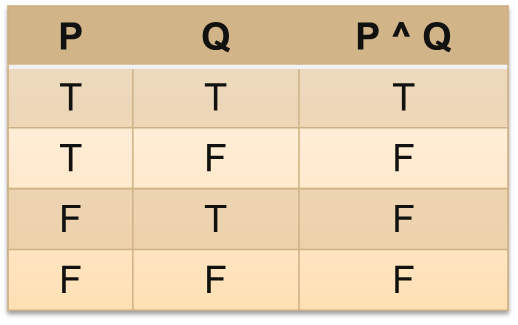 P Q P ^ Q
T T T
T F F
F T F
F F F